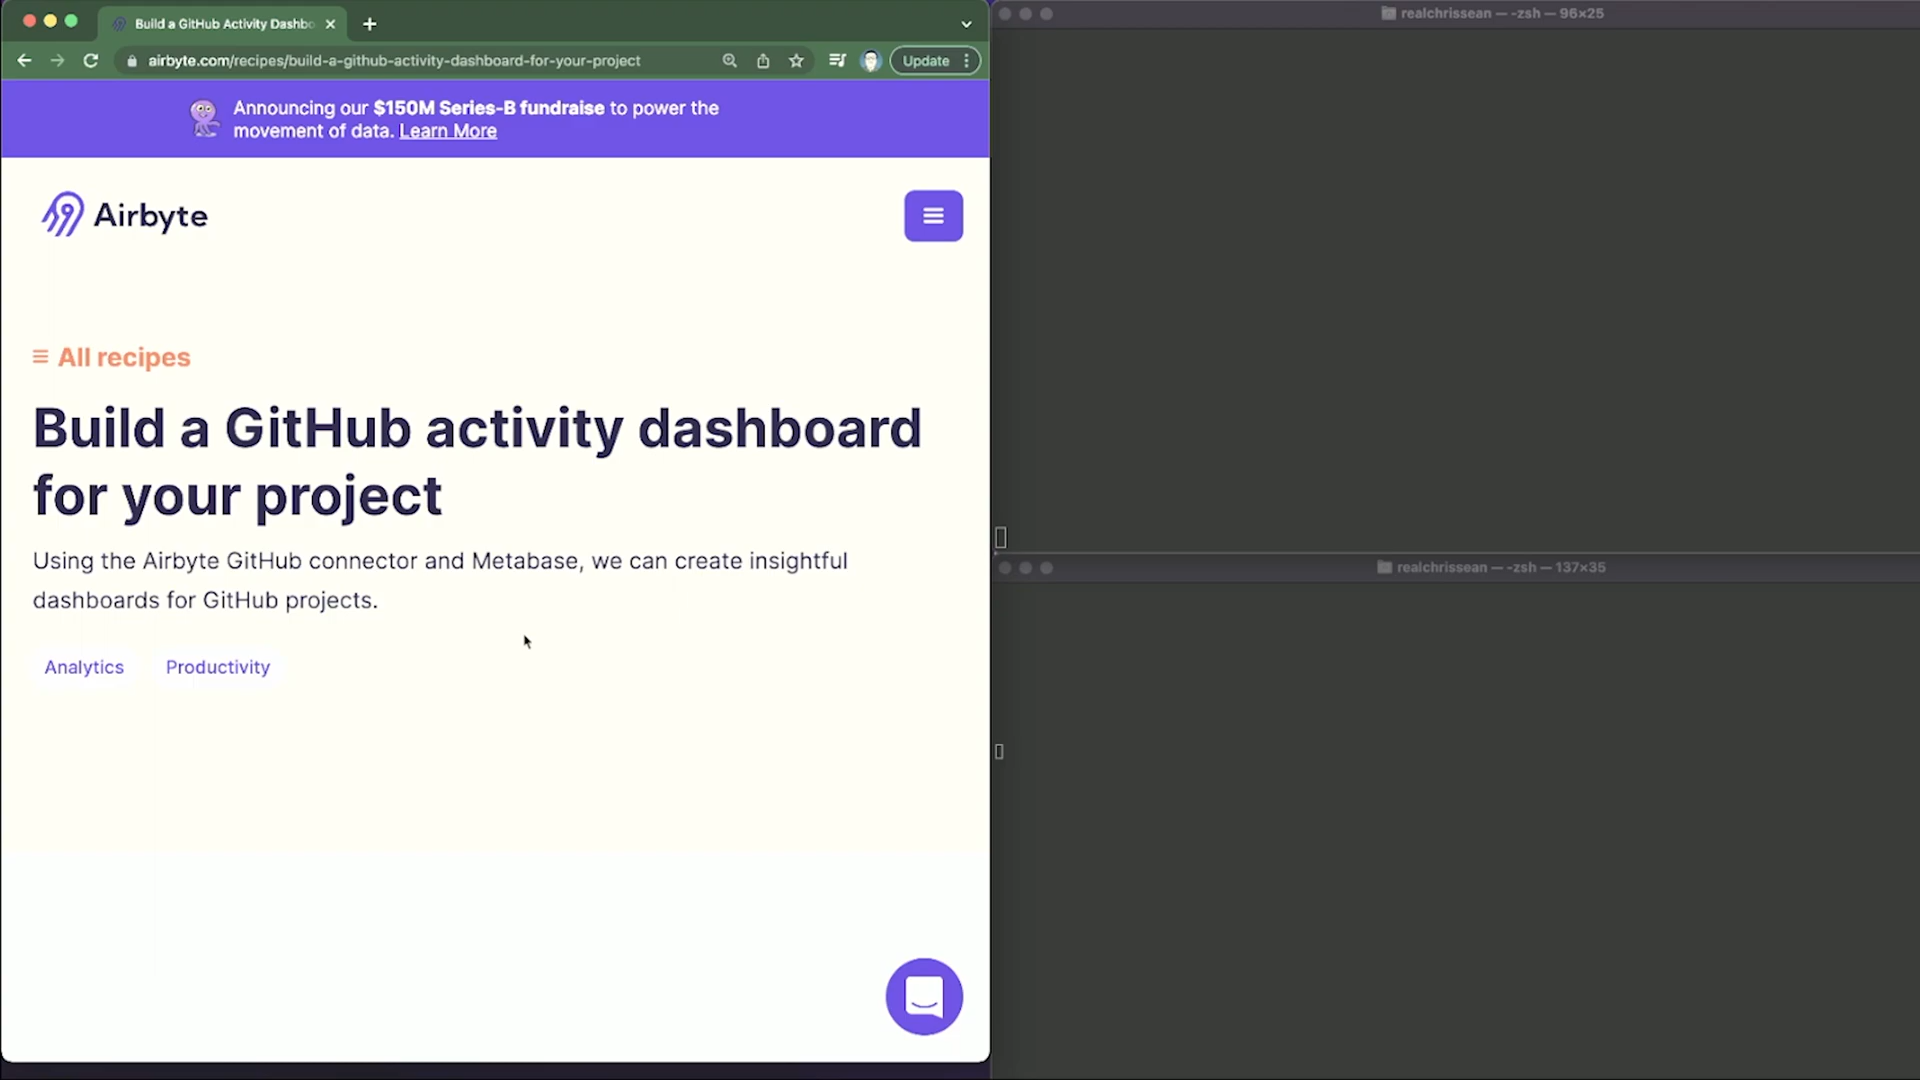 Build a GitHub Activity Dashbo
airbyte.com/recipes/build-a-github-activity-dashboard-for-your-project
Update
Announcing our $150M Series-B fundraise to power the
movement of data. Learn More
Airbyte
All recipes
Build a GitHub activity dashboard
for your project
Using the Airbyte GitHub connector and Metabase, we can create insightful
dashboards for GitHub projects.
Analytics Productivity
realchrissean — -zsh — 96×25
realchrissean — -zsh — 137×35